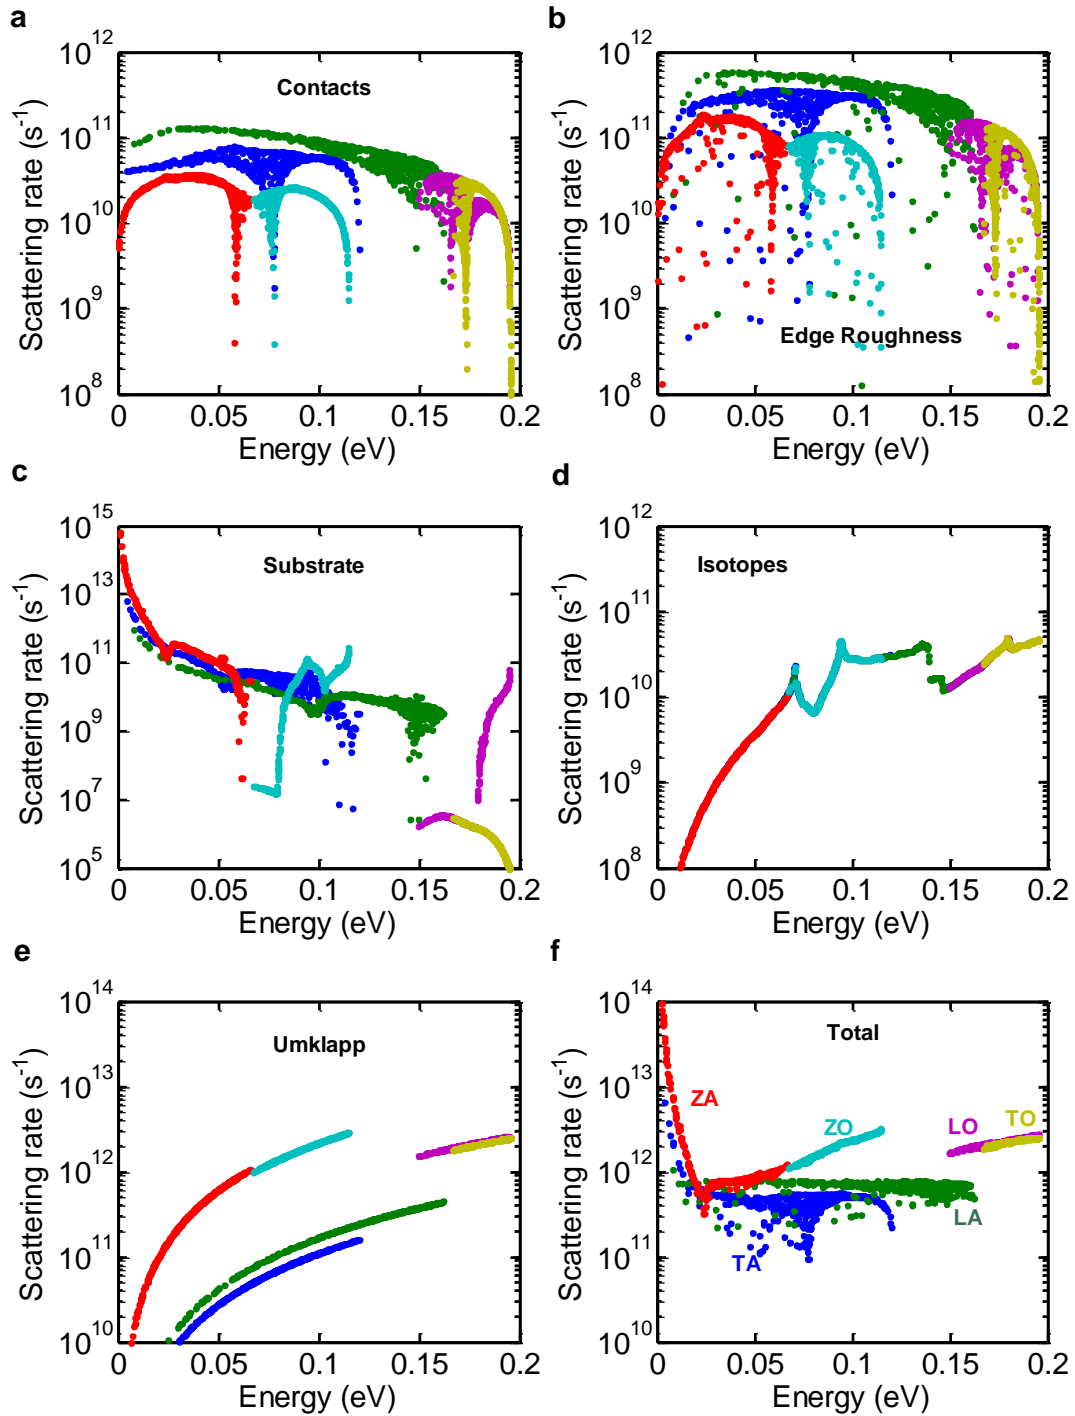 a
10^12
10^11
10^10
10^9
10^8
Scattering rate (s^-1)
Contacts
0 0.05 0.1 0.15 0.2
Energy (eV)
b
10^12
10^11
10^10
10^9
10^8
Scattering rate (s^-1)
Edge Roughness
0 0.05 0.1 0.15 0.2
Energy (eV)
c
10^15
10^13
10^11
10^9
10^7
10^5
Scattering rate (s^-1)
Substrate
0 0.05 0.1 0.15 0.2
Energy (eV)
d
10^12
10^11
10^10
10^9
10^8
Scattering rate (s^-1)
Isotopes
0 0.05 0.1 0.15 0.2
Energy (eV)
e
10^14
10^13
10^12
10^11
10^10
Scattering rate (s^-1)
Umklapp
0 0.05 0.1 0.15 0.2
Energy (eV)
f
10^14
10^13
10^12
10^11
10^10
Scattering rate (s^-1)
Total
ZA
ZO
LO
TO
LA
TA
0 0.05 0.1 0.15 0.2
Energy (eV)